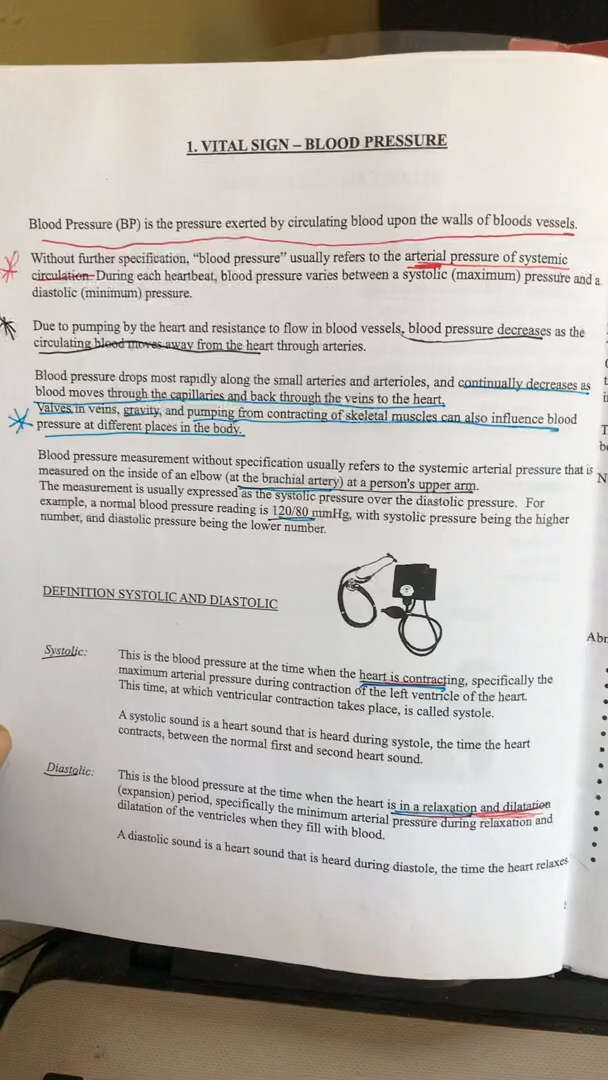 1. VITAL SIGN – BLOOD PRESSURE
Blood Pressure (BP) is the pressure exerted by circulating blood upon the walls of bloods vessels.
Without further specification, “blood pressure” usually refers to the arterial pressure of systemic
circulation. During each heartbeat, blood pressure varies between a systolic (maximum) pressure and a
diastolic (minimum) pressure.
Due to pumping by the heart and resistance to flow in blood vessels, blood pressure decreases as the
circulating blood moves away from the heart through arteries.
Blood pressure drops most rapidly along the small arteries and arterioles, and continually decreases as
blood moves through the capillaries and back through the veins to the heart.
Valves in veins, gravity, and pumping from contracting of skeletal muscles can also influence blood
pressure at different places in the body.
Blood pressure measurement without specification usually refers to the systemic arterial pressure that is
measured on the inside of an elbow (at the brachial artery) at a person's upper arm.
The measurement is usually expressed as the systolic pressure over the diastolic pressure. For
example, a normal blood pressure reading is 120/80 mmHg, with systolic pressure being the higher
number, and diastolic pressure being the lower number.
DEFINITION SYSTOLIC AND DIASTOLIC
Systolic: This is the blood pressure at the time when the heart is contracting, specifically the
maximum arterial pressure during contraction of the left ventricle of the heart.
This time, at which ventricular contraction takes place, is called systole.
A systolic sound is a heart sound that is heard during systole, the time the heart
contracts, between the normal first and second heart sound.
Diastolic: This is the blood pressure at the time when the heart is in a relaxation and dilatation
(expansion) period, specifically the minimum arterial pressure during relaxation and
dilatation of the ventricles when they fill with blood.
A diastolic sound is a heart sound that is heard during diastole, the time the heart relaxes
Abr